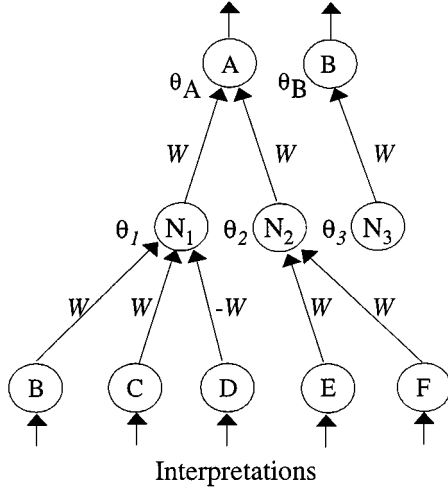 A B
θA θB
W W W
θ1 N1 θ2 N2 θ3 N3
W W -W W W
B C D E F
Interpretations